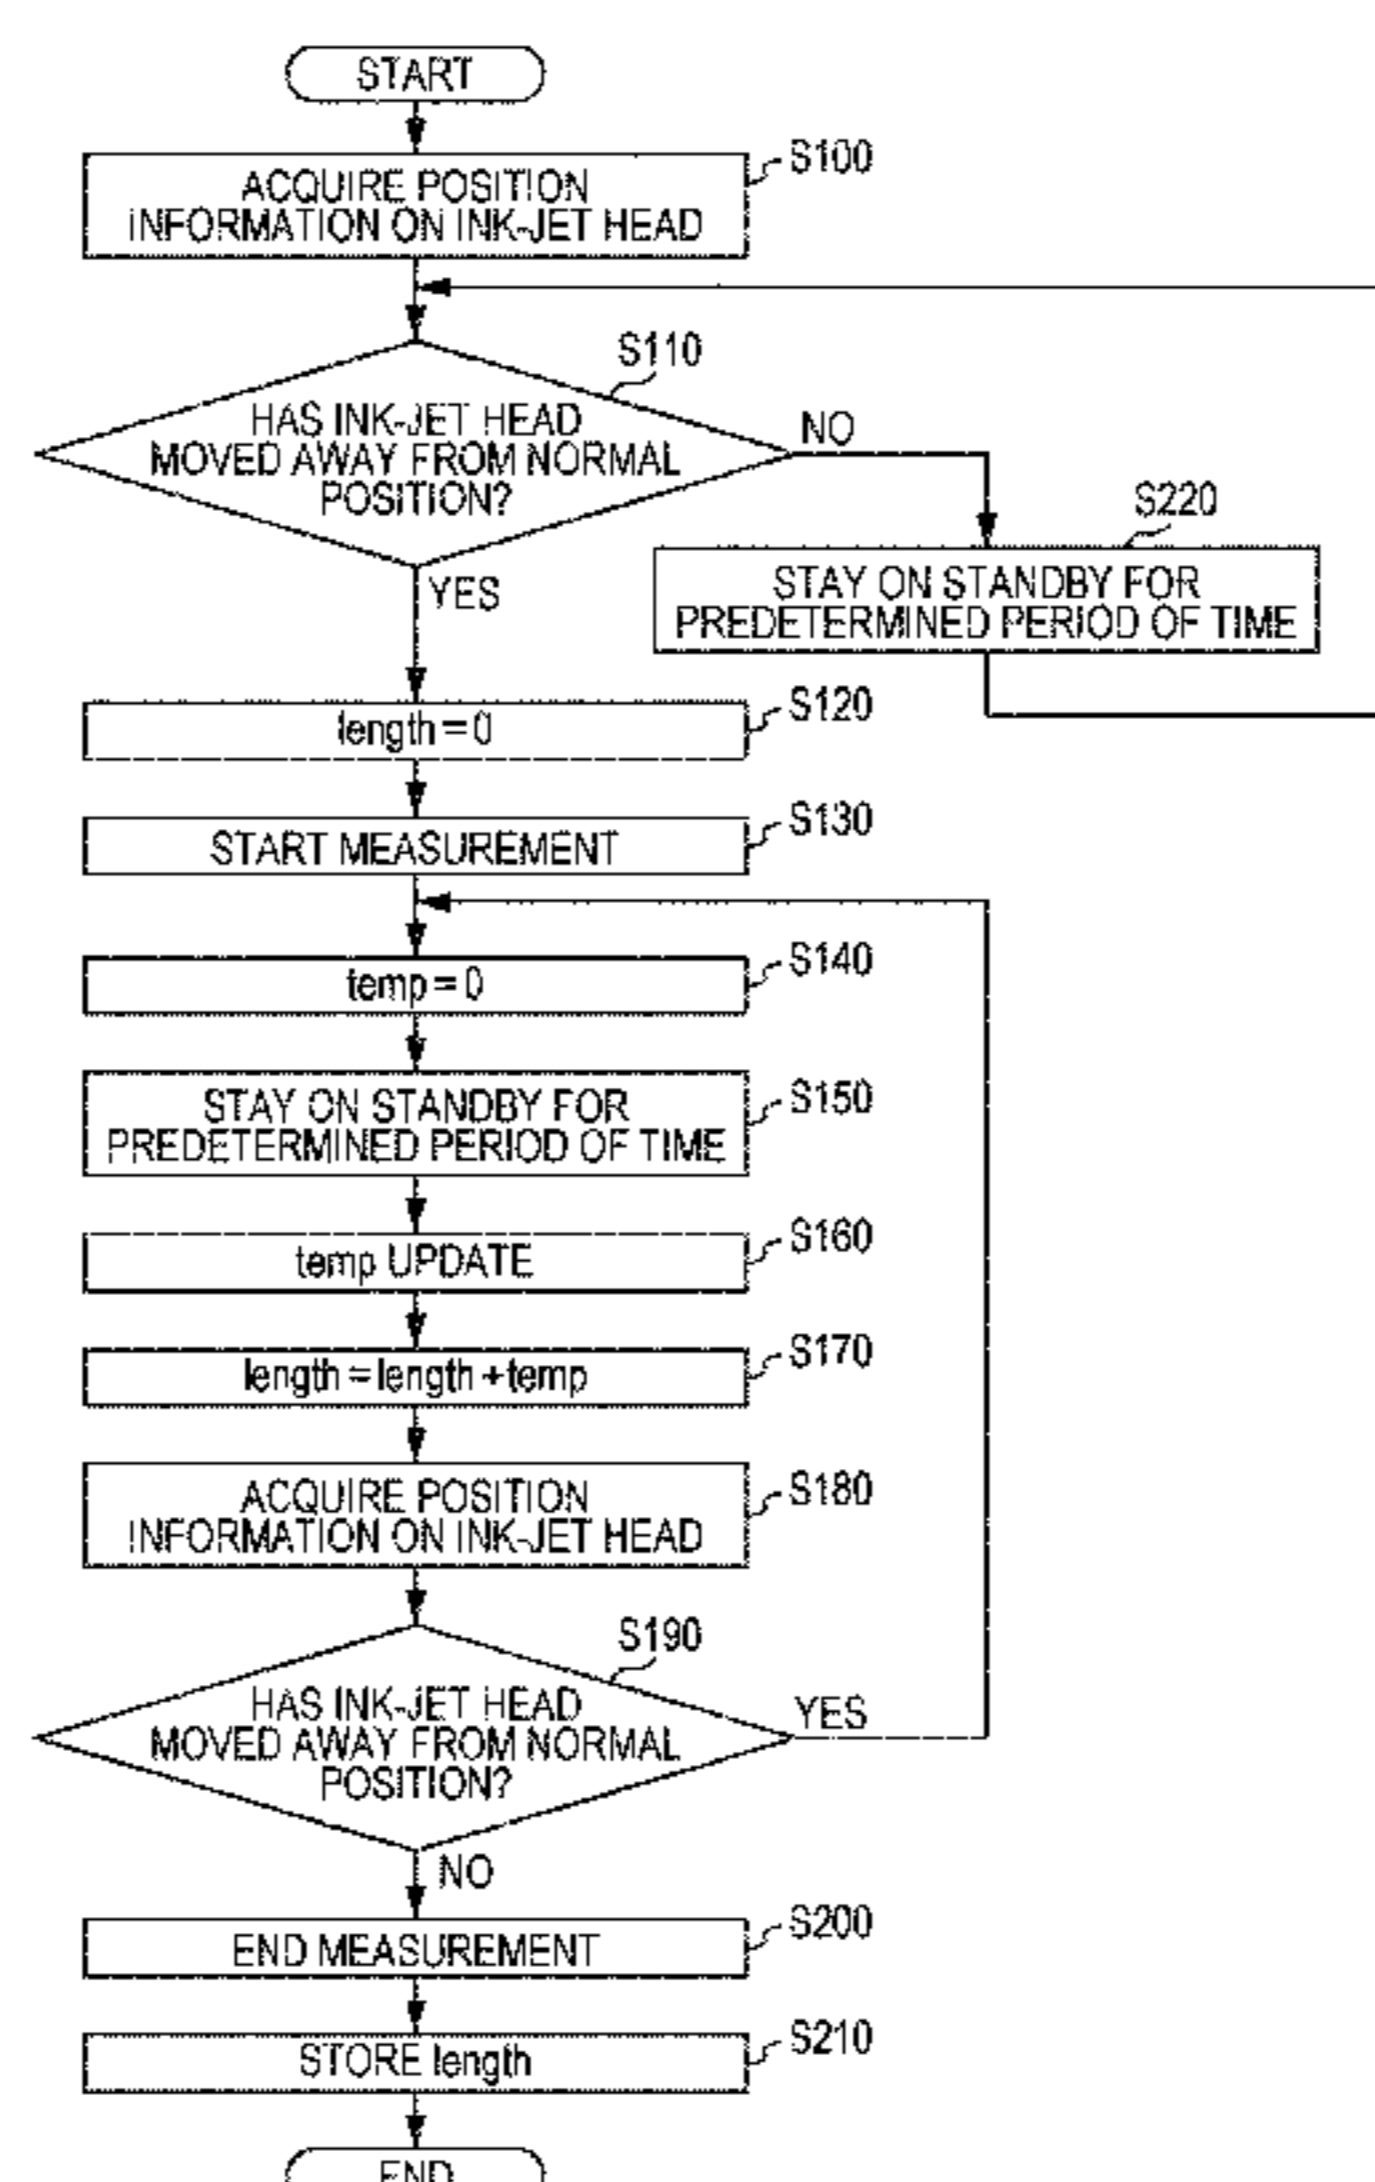 START
S100
ACQUIRE POSITION
INFORMATION ON INK-JET HEAD
S110
HAS INK-JET HEAD
MOVED AWAY FROM NORMAL
POSITION?
NO
S220
STAY ON STANDBY FOR
PREDETERMINED PERIOD OF TIME
YES
S120
length = 0
S130
START MEASUREMENT
S140
temp = 0
S150
STAY ON STANDBY FOR
PREDETERMINED PERIOD OF TIME
S160
temp UPDATE
S170
length = length + temp
S180
ACQUIRE POSITION
INFORMATION ON INK-JET HEAD
S190
HAS INK-JET HEAD
MOVED AWAY FROM NORMAL
POSITION?
YES
NO
S200
END MEASUREMENT
S210
STORE length
END